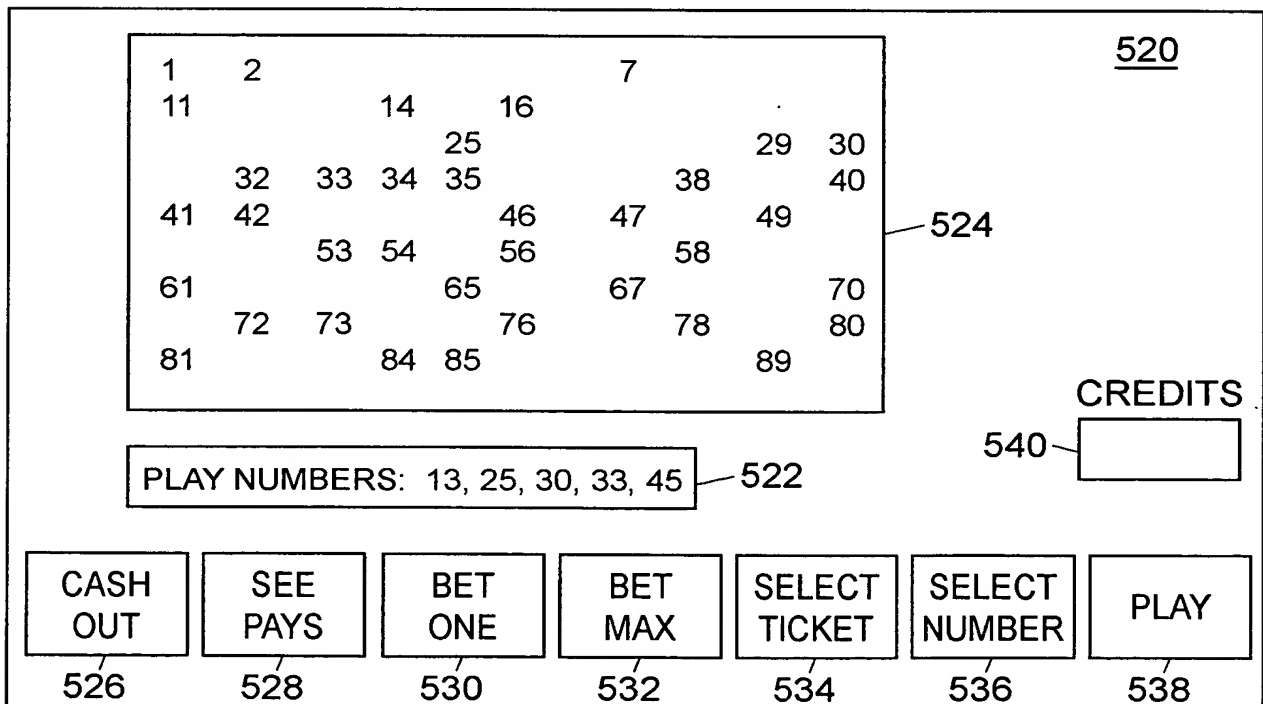 520
1 2 7
11 14 16
25 29 30
32 33 34 35 38 40
41 42 46 47 49
53 54 56 58
61 65 67 70
72 73 76 78 80
81 84 85 89
524
CREDITS
540
PLAY NUMBERS: 13, 25, 30, 33, 45
522
CASH OUT
SEE PAYS
BET ONE
BET MAX
SELECT TICKET
SELECT NUMBER
PLAY
526 528 530 532 534 536 538